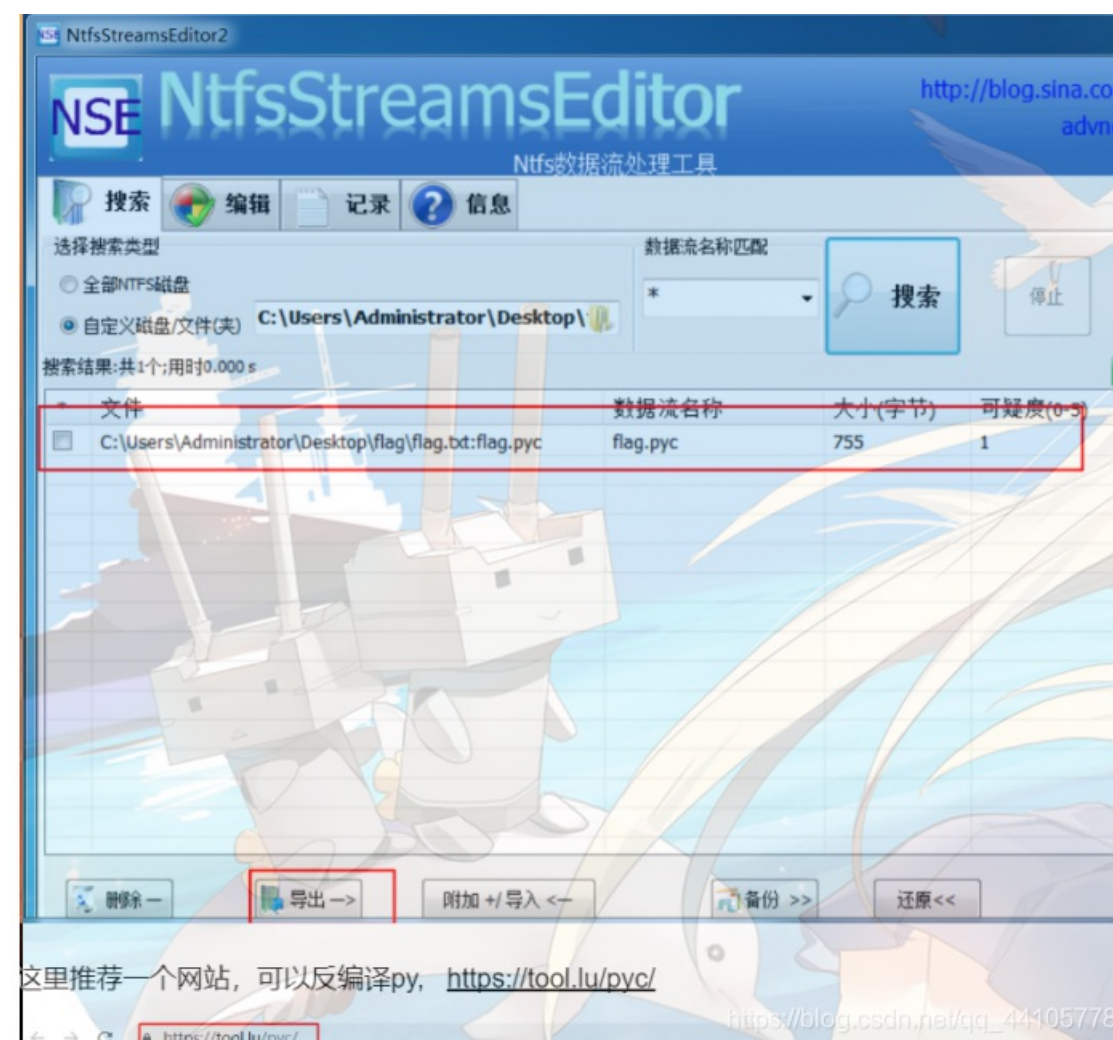 NSE NtfsStreamsEditor2
NSE NtfsStreamsEditor
http://blog.sina.co
advn
Ntfs数据流处理工具
搜索 编辑 记录 信息
选择搜索类型
数据流名称匹配
全部NTFS磁盘
* 搜索 停止
自定义磁盘/文件(夹) C:\Users\Administrator\Desktop\
搜索结果:共1个;用时0.000 s
* 文件 数据流名称 大小(字节) 可疑度(0-5)
C:\Users\Administrator\Desktop\flag\flag.txt:flag.pyc flag.pyc 755 1
删除 — 导出 —> 附加 +/导入 <— 备份 >> 还原<<
这里推荐一个网站，可以反编译py, https://tool.lu/pyc/
https://blog.csdn.net/qq_44105778
https://tool.lu/pyc/